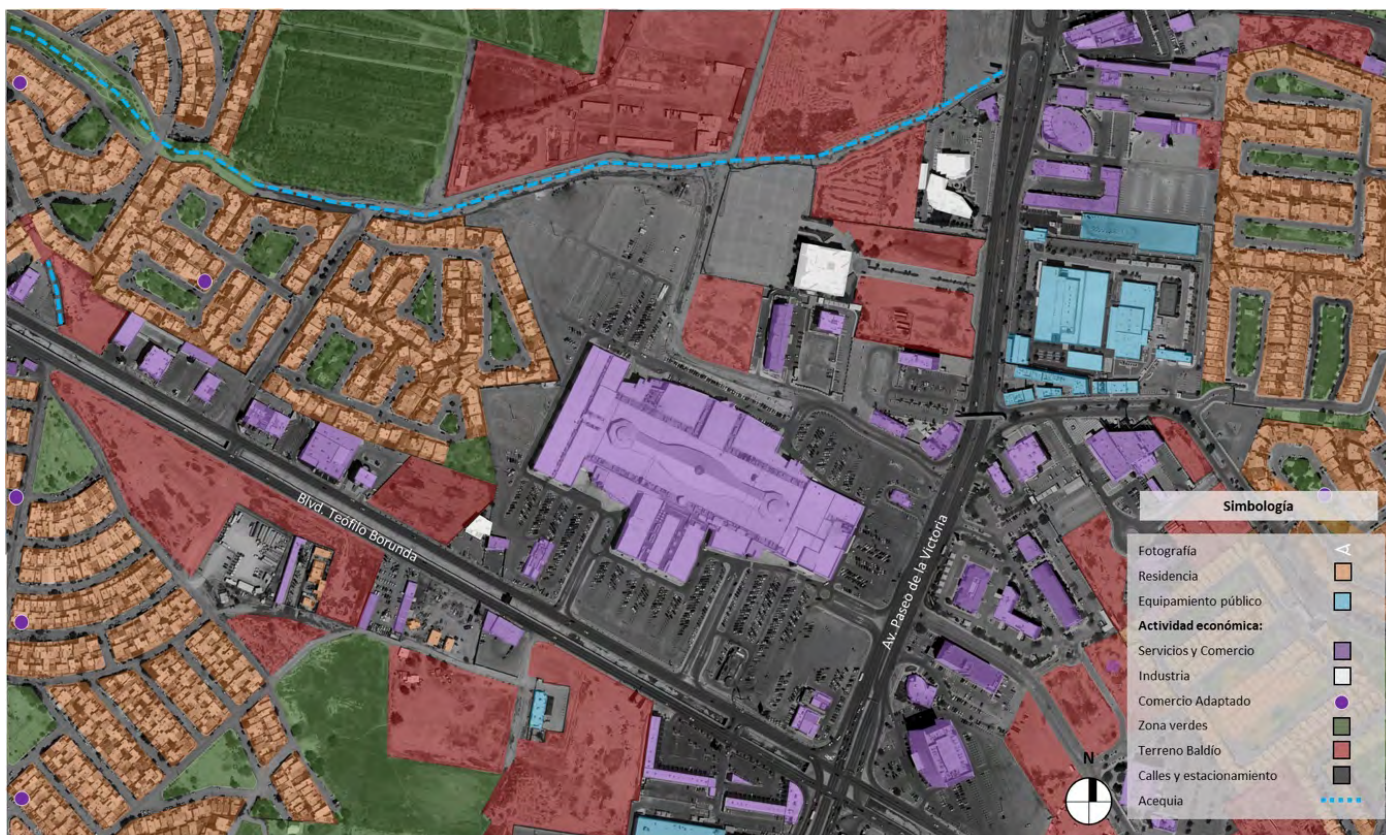 Blvd. Teófilo Borunda
Av. Paseo de la Victoria
Simbología
Fotografía
Residencia
Equipamiento público
Actividad económica:
Servicios y Comercio
Industria
Comercio Adaptado
Zona verdes
Terreno Baldío
Calles y estacionamiento
Acequia
N